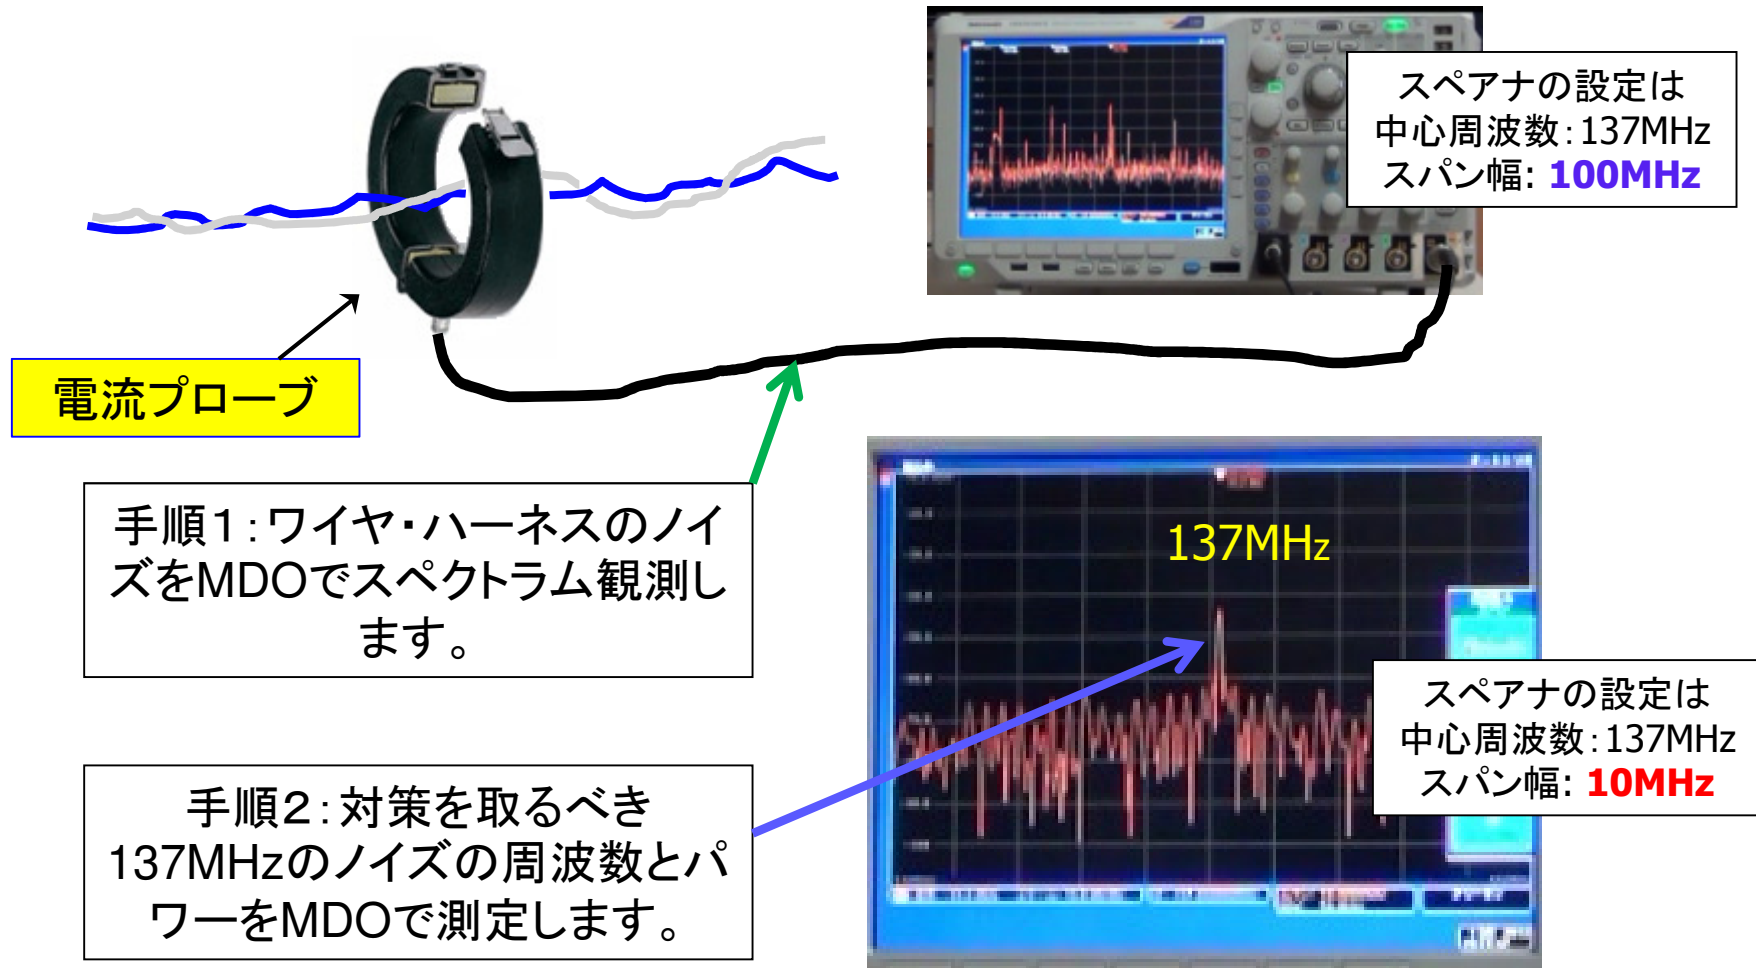 スペアナの設定は
中心周波数：137MHz
スパン幅: 100MHz
電流プローブ
手順１：ワイヤ・ハーネスのノイ
ズをMDOでスペクトラム観測し
ます。
137MHz
スペアナの設定は
中心周波数：137MHz
スパン幅: 10MHz
手順２：対策を取るべき
137MHzのノイズの周波数とパ
ワーをMDOで測定します。